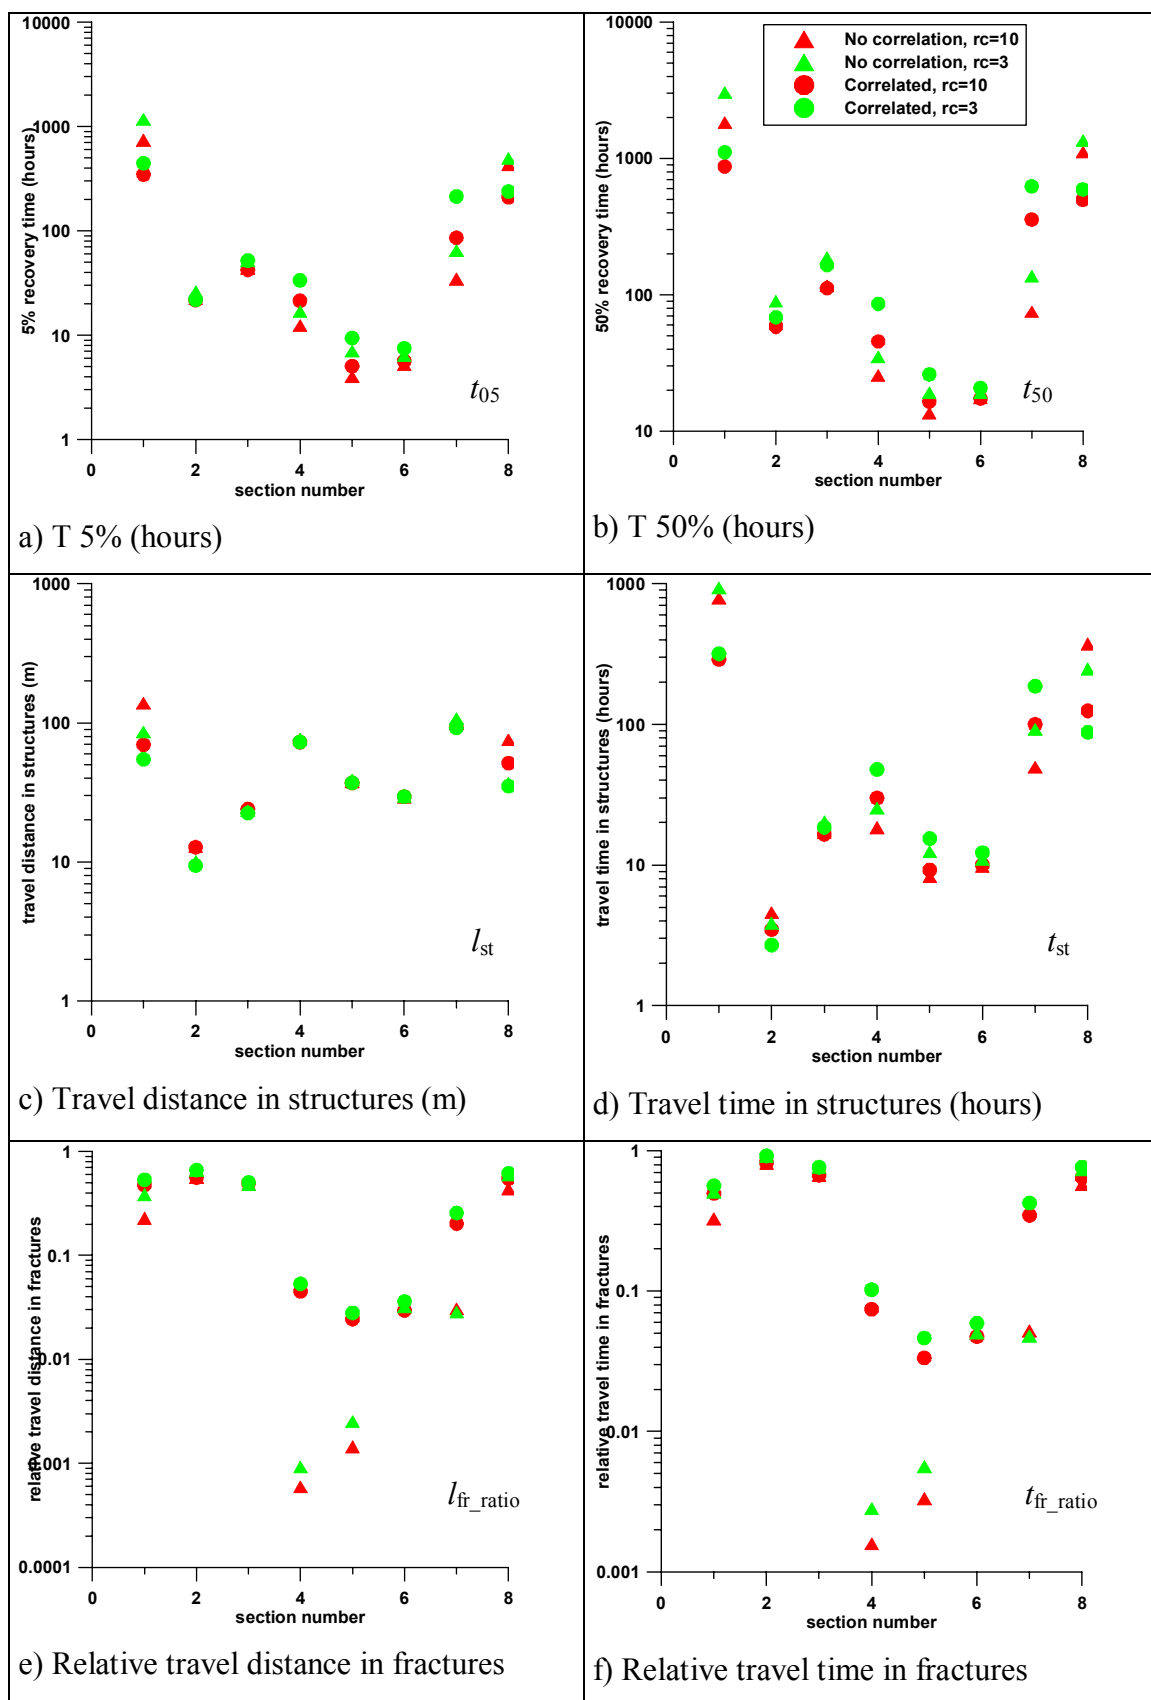 10000
1000
100
10
1
0
2
4
6
8
5% recovery time (hours)
section number
t05
a) T 5% (hours)
10000
1000
100
10
0
2
4
6
8
50% recovery time (hours)
section number
No correlation, rc=10
No correlation, rc=3
Correlated, rc=10
Correlated, rc=3
t50
b) T 50% (hours)
1000
100
10
1
0
2
4
6
8
travel distance in structures (m)
section number
lst
c) Travel distance in structures (m)
1000
100
10
1
0
2
4
6
8
travel time in structures (hours)
section number
tst
d) Travel time in structures (hours)
1
0.1
0.01
0.001
0.0001
0
2
4
6
8
relative travel distance in fractures
section number
lfr_ratio
e) Relative travel distance in fractures
1
0.1
0.01
0.001
0
2
4
6
8
relative travel time in fractures
section number
tfr_ratio
f) Relative travel time in fractures